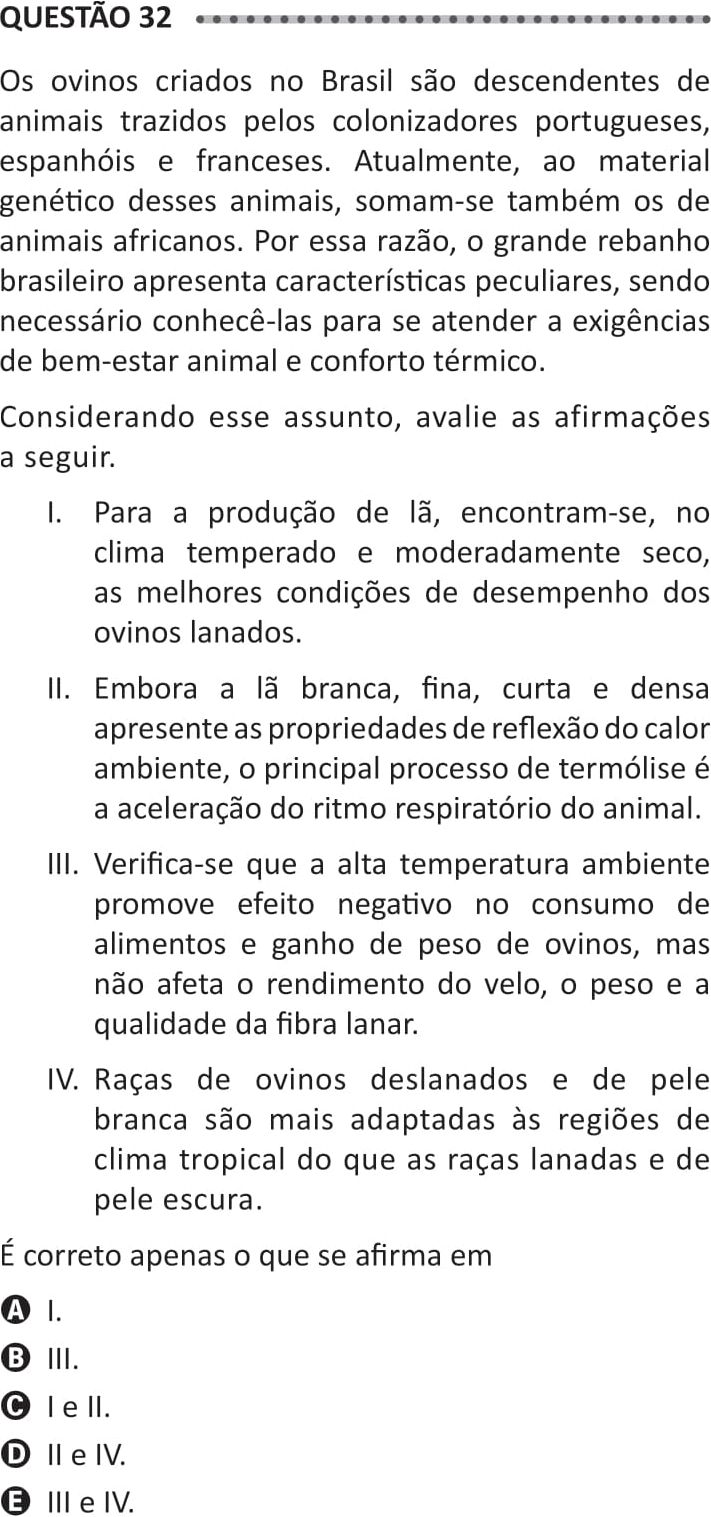 QUESTÃO 32
Os ovinos criados no Brasil são descendentes de
animais trazidos pelos colonizadores portugueses,
espanhóis e franceses. Atualmente, ao material
genético desses animais, somam-se também os de
animais africanos. Por essa razão, o grande rebanho
brasileiro apresenta características peculiares, sendo
necessário conhecê-las para se atender a exigências
de bem-estar animal e conforto térmico.
Considerando esse assunto, avalie as afirmações
a seguir.
I. Para a produção de lã, encontram-se, no
clima temperado e moderadamente seco,
as melhores condições de desempenho dos
ovinos lanados.
II. Embora a lã branca, fina, curta e densa
apresente as propriedades de reflexão do calor
ambiente, o principal processo de termólise é
a aceleração do ritmo respiratório do animal.
III. Verifica-se que a alta temperatura ambiente
promove efeito negativo no consumo de
alimentos e ganho de peso de ovinos, mas
não afeta o rendimento do velo, o peso e a
qualidade da fibra lanar.
IV. Raças de ovinos deslanados e de pele
branca são mais adaptadas às regiões de
clima tropical do que as raças lanadas e de
pele escura.
É correto apenas o que se afirma em
A I.
B III.
C I e II.
D II e IV.
E III e IV.